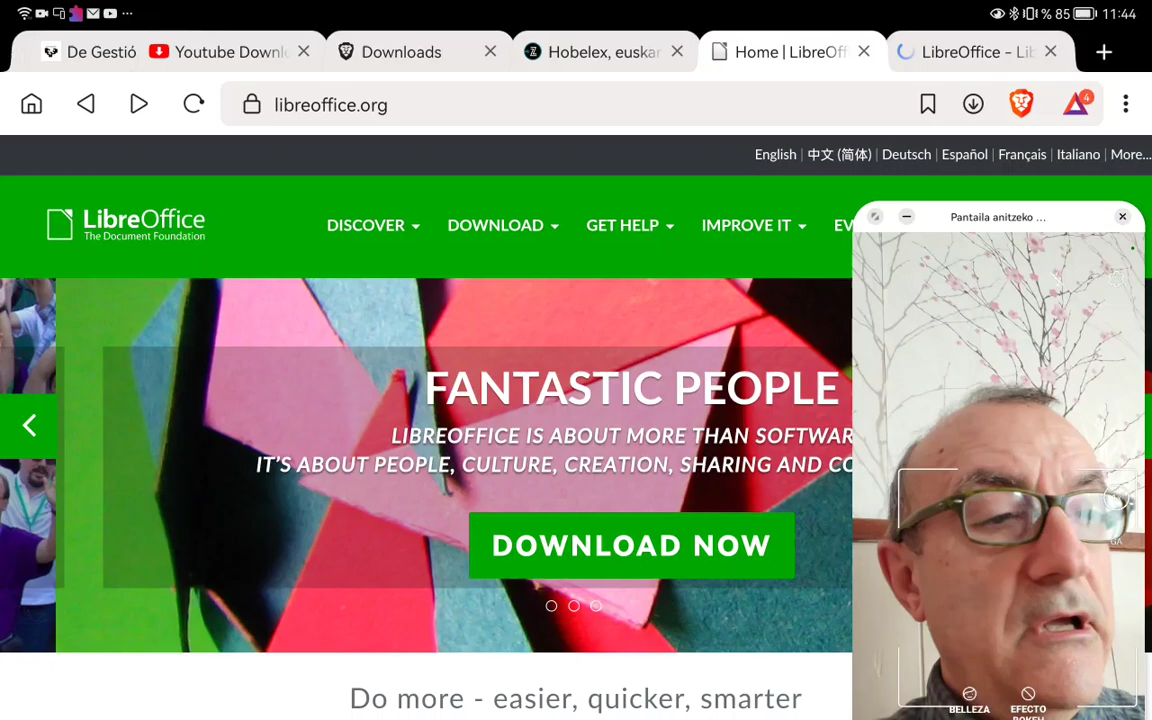 % 85 11:44
De Gestió Youtube Downl Downloads Hobelex, euskar Home | LibreOffi LibreOffice – Lib
libreoffice.org
4
English | 中文 (简体) | Deutsch | Español | Français | Italiano | More...
LibreOffice
The Document Foundation
DISCOVER DOWNLOAD GET HELP IMPROVE IT EV
Pantaila anitzeko ...
FANTASTIC PEOPLE
LIBREOFFICE IS ABOUT MORE THAN SOFTWAR
IT'S ABOUT PEOPLE, CULTURE, CREATION, SHARING AND CO
DOWNLOAD NOW
Do more - easier, quicker, smarter
BELLEZA
EFECTO
BOKEH